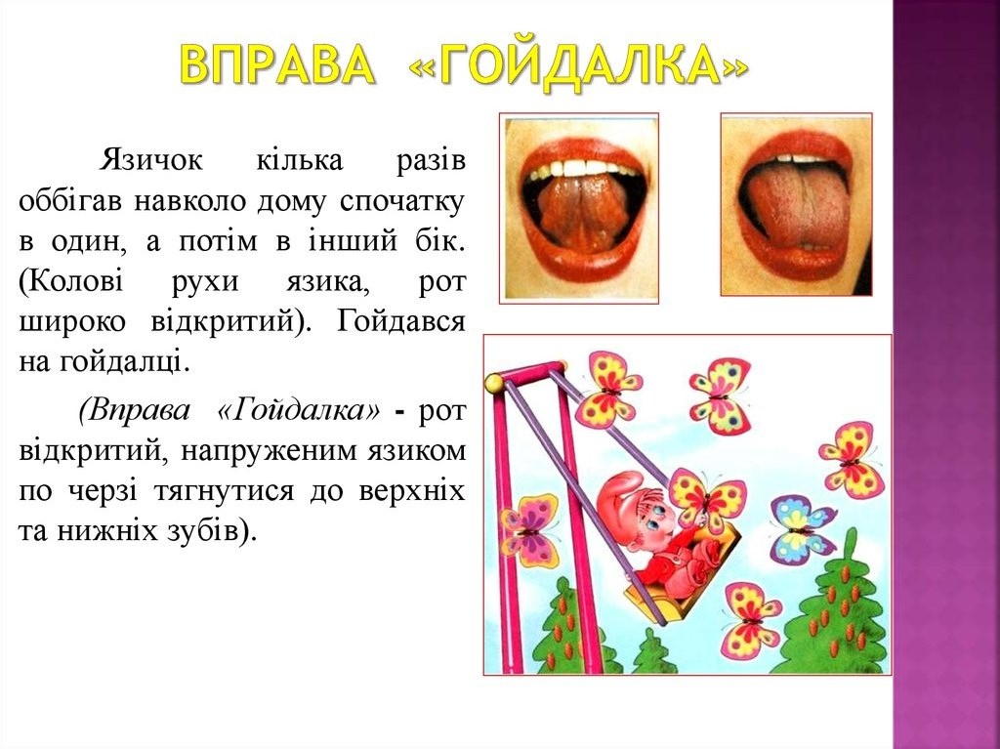 ВПРАВА «ГОЙДАЛКА»
Язичок кілька разів
оббігав навколо дому спочатку
в один, а потім в інший бік.
(Колові рухи язика, рот
широко відкритий). Гойдався
на гойдалці.
(Вправа «Гойдалка» - рот
відкритий, напруженим язиком
по черзі тягнутися до верхніх
та нижніх зубів).